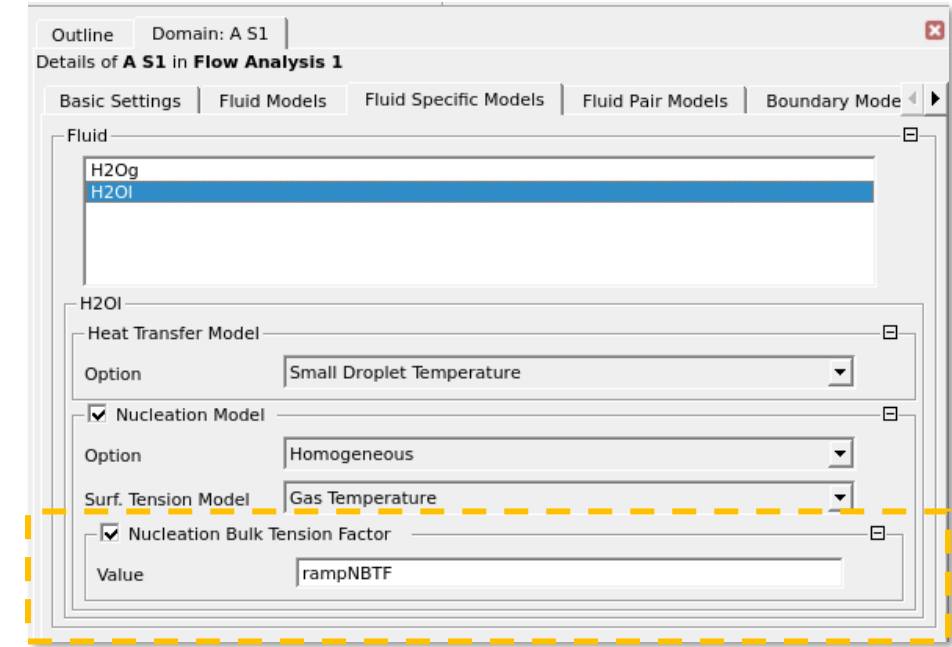 Outline Domain: A S1
Details of A S1 in Flow Analysis 1
Basic Settings Fluid Models Fluid Specific Models Fluid Pair Models Boundary Mode
Fluid
H2Og
H2Ol
H2Ol
Heat Transfer Model
Option Small Droplet Temperature
Nucleation Model
Option Homogeneous
Surf. Tension Model Gas Temperature
Nucleation Bulk Tension Factor
Value rampNBTF